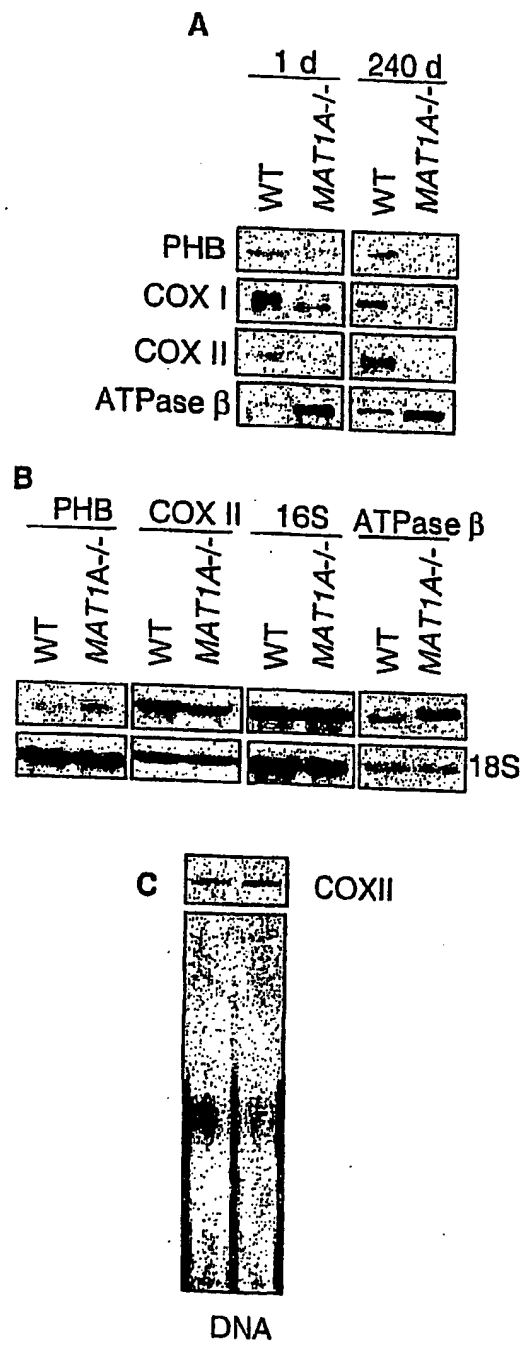 A
1 d 240 d
WT MAT1A-/- WT MAT1A-/-
PHB
COX I
COX II
ATPase β
B
PHB COX II 16S ATPase β
WT MAT1A-/- WT MAT1A-/- WT MAT1A-/- WT MAT1A-/-
18S
C COXII
DNA